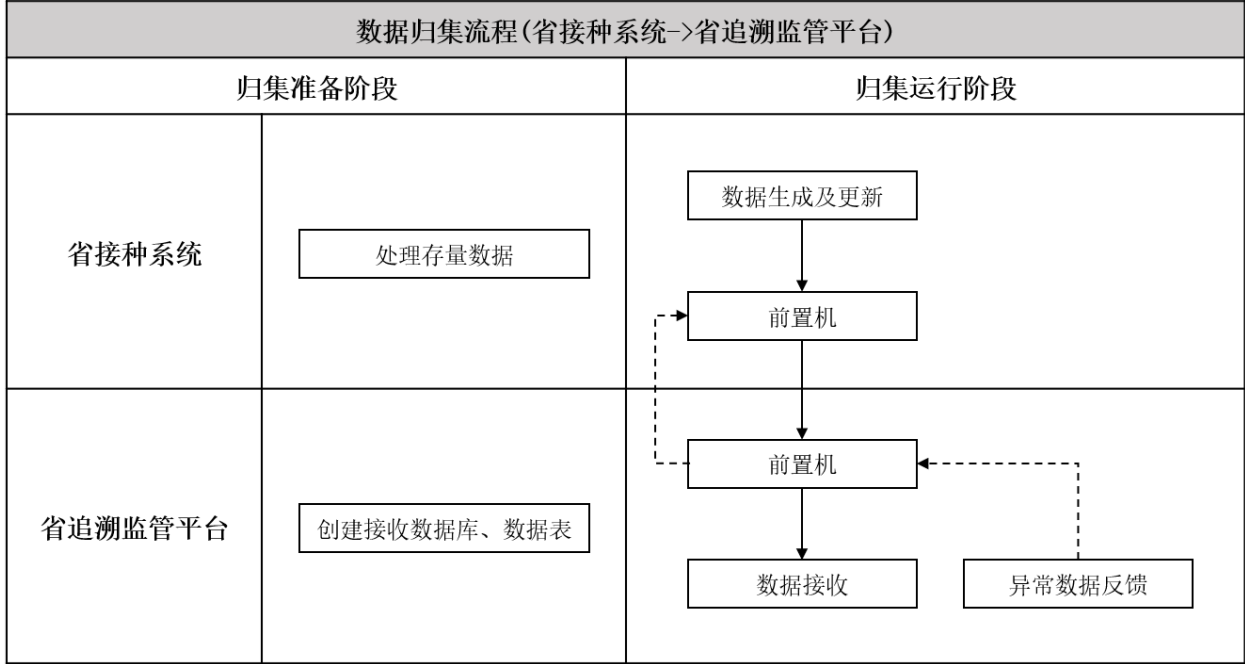 数据归集流程(省接种系统->省追溯监管平台)
归集准备阶段
归集运行阶段
省接种系统
处理存量数据
数据生成及更新
前置机
省追溯监管平台
创建接收数据库、数据表
前置机
数据接收
异常数据反馈